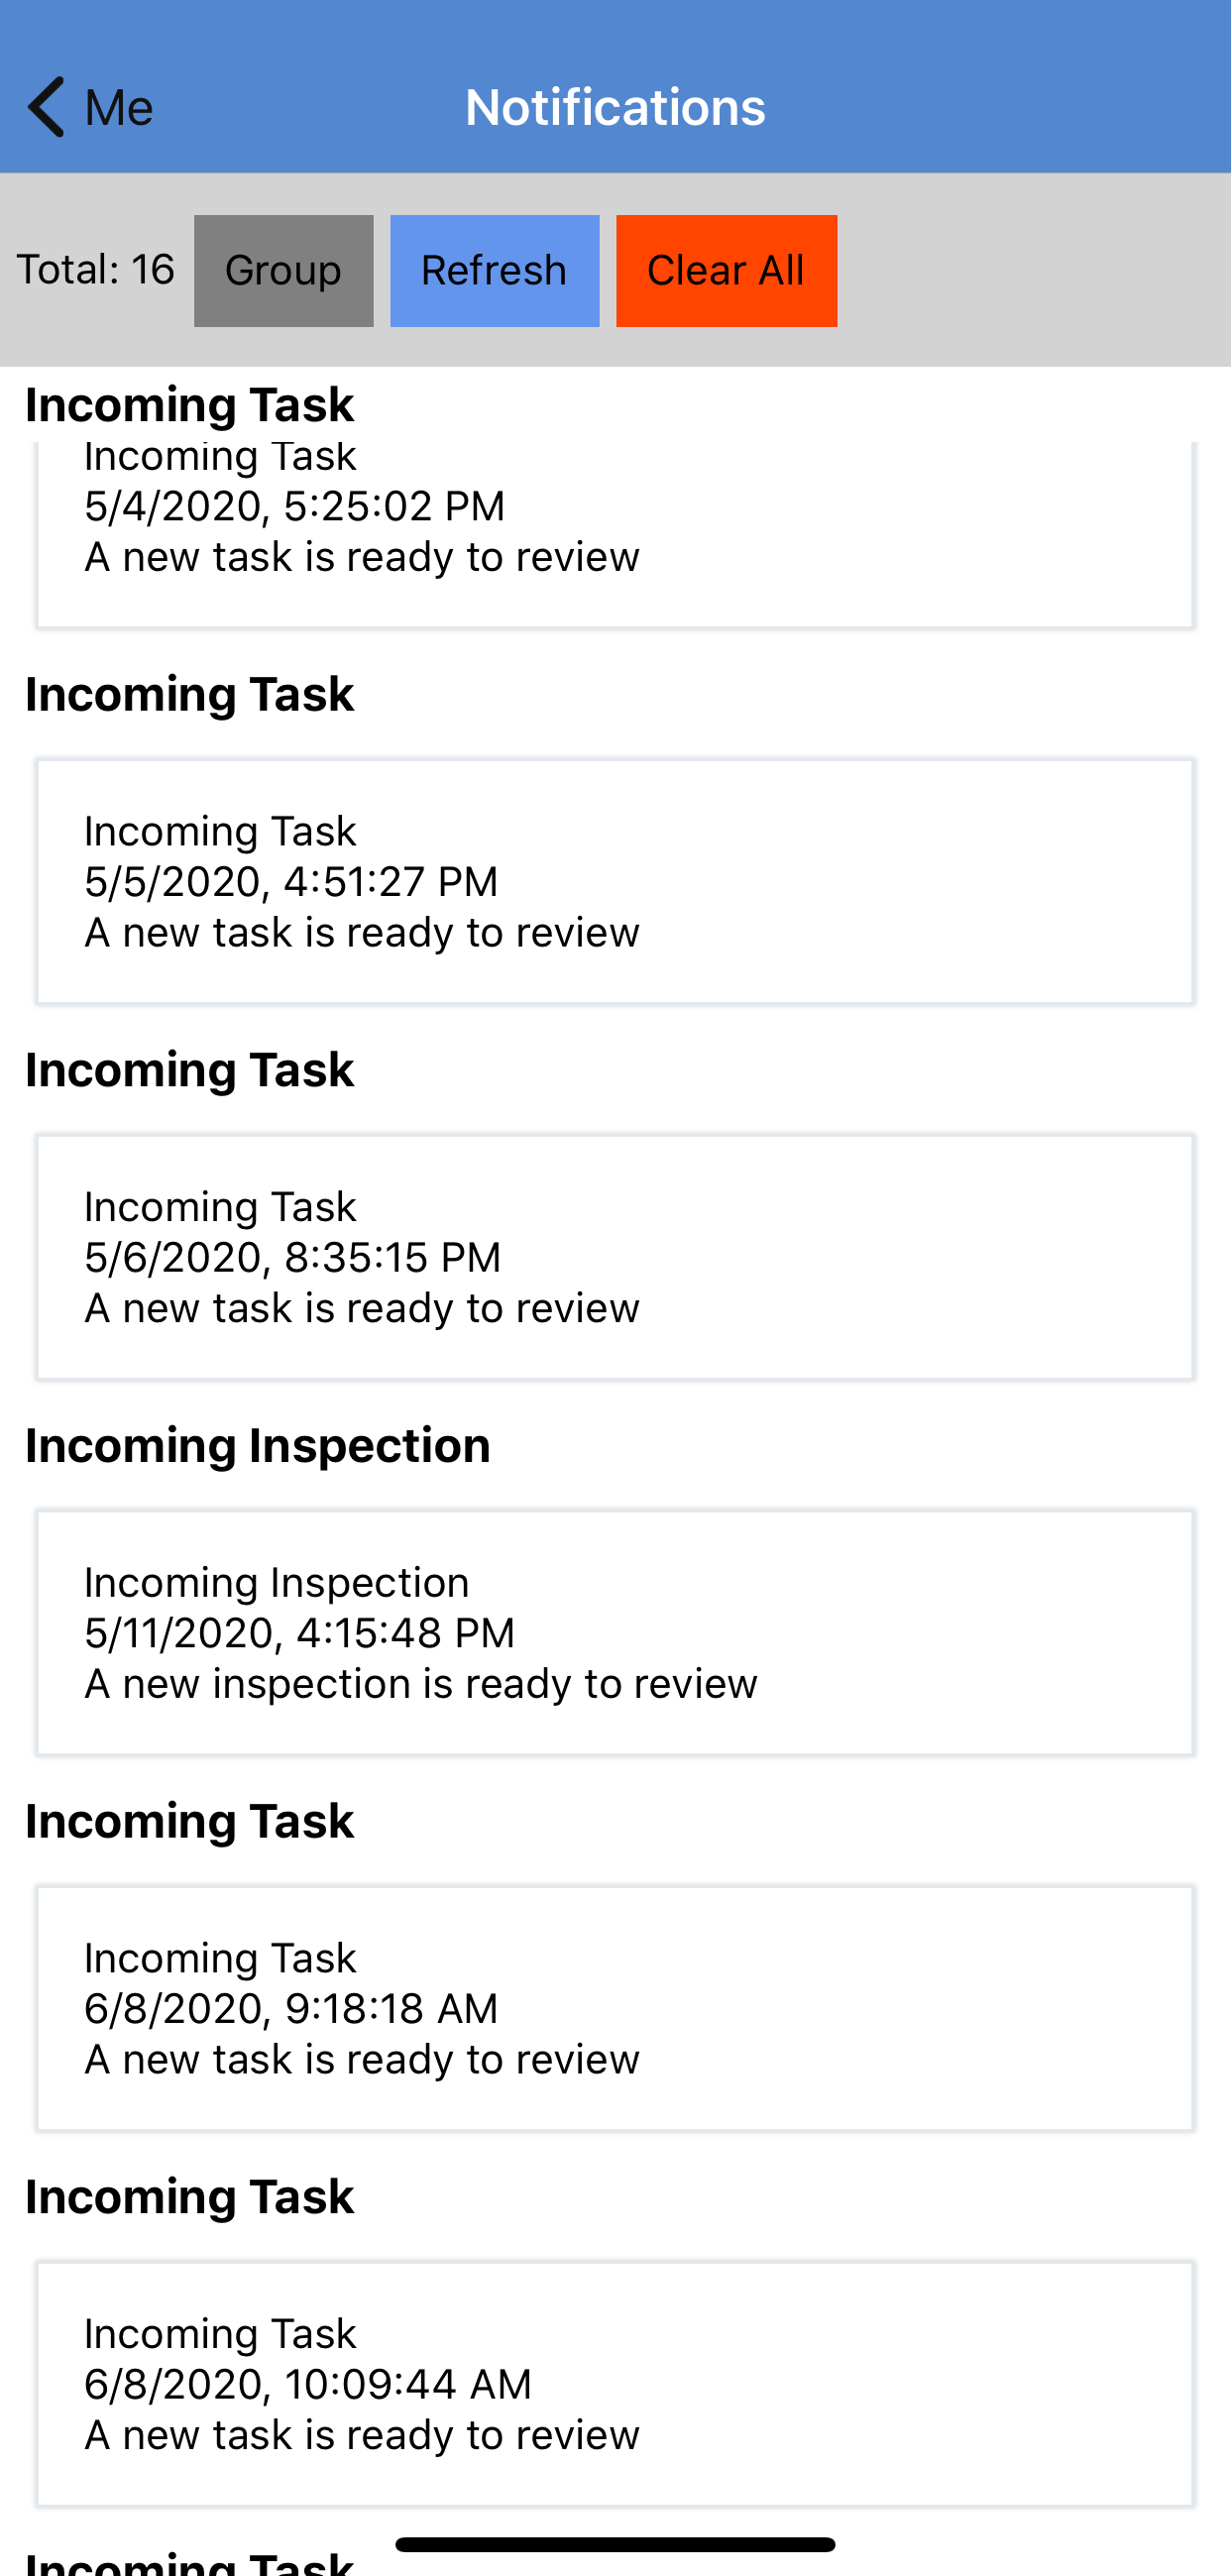 Me
Notifications
Total: 16
Group
Refresh
Clear All
Incoming Task
Incoming Task
5/4/2020, 5:25:02 PM
A new task is ready to review
Incoming Task
Incoming Task
5/5/2020, 4:51:27 PM
A new task is ready to review
Incoming Task
Incoming Task
5/6/2020, 8:35:15 PM
A new task is ready to review
Incoming Inspection
Incoming Inspection
5/11/2020, 4:15:48 PM
A new inspection is ready to review
Incoming Task
Incoming Task
6/8/2020, 9:18:18 AM
A new task is ready to review
Incoming Task
Incoming Task
6/8/2020, 10:09:44 AM
A new task is ready to review
Incoming Task